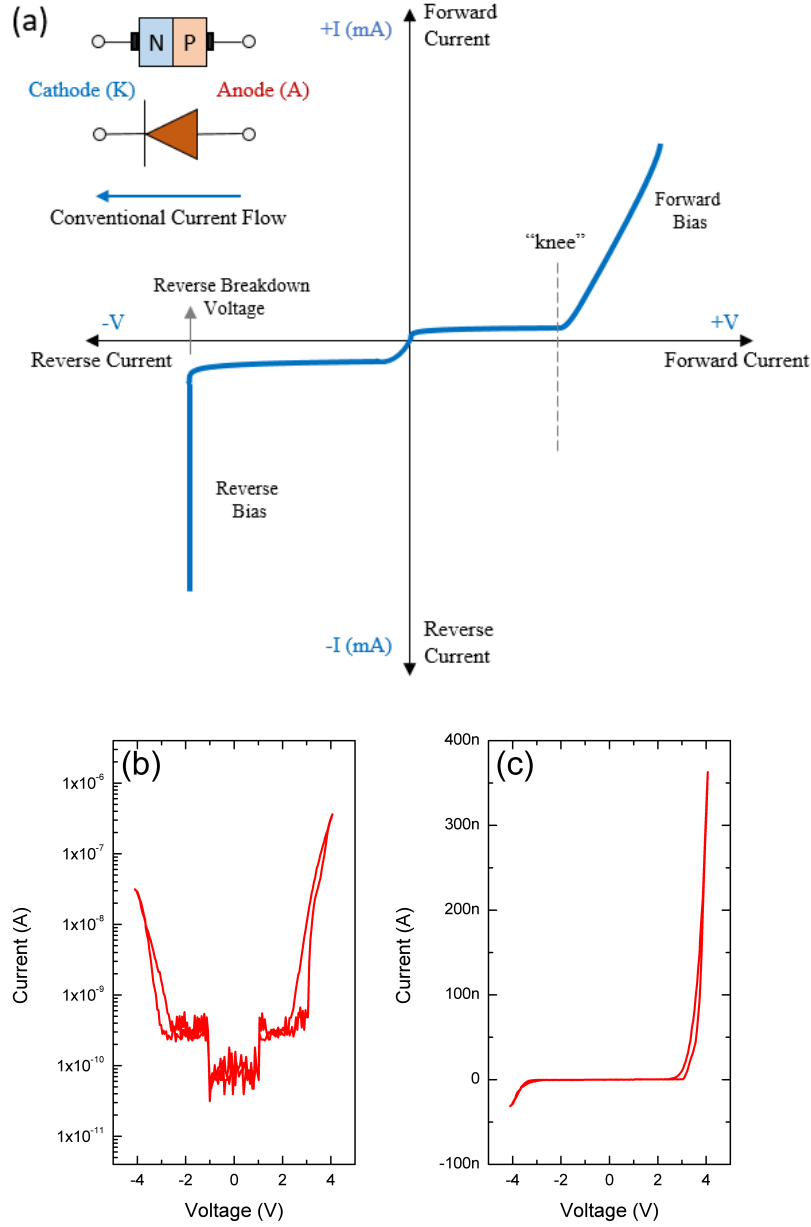 (a)
+I (mA)
Forward
Current
N P
Cathode (K)
Anode (A)
Conventional Current Flow
Forward
Bias
“knee”
Reverse Breakdown
Voltage
-V
+V
Reverse Current
Forward Current
Reverse
Bias
-I (mA)
Reverse
Current
(b)
1x10⁻⁶
1x10⁻⁷
1x10⁻⁸
1x10⁻⁹
1x10⁻¹⁰
1x10⁻¹¹
Current (A)
-4 -2 0 2 4
Voltage (V)
(c)
400n
300n
200n
100n
0
-100n
Current (A)
-4 -2 0 2 4
Voltage (V)